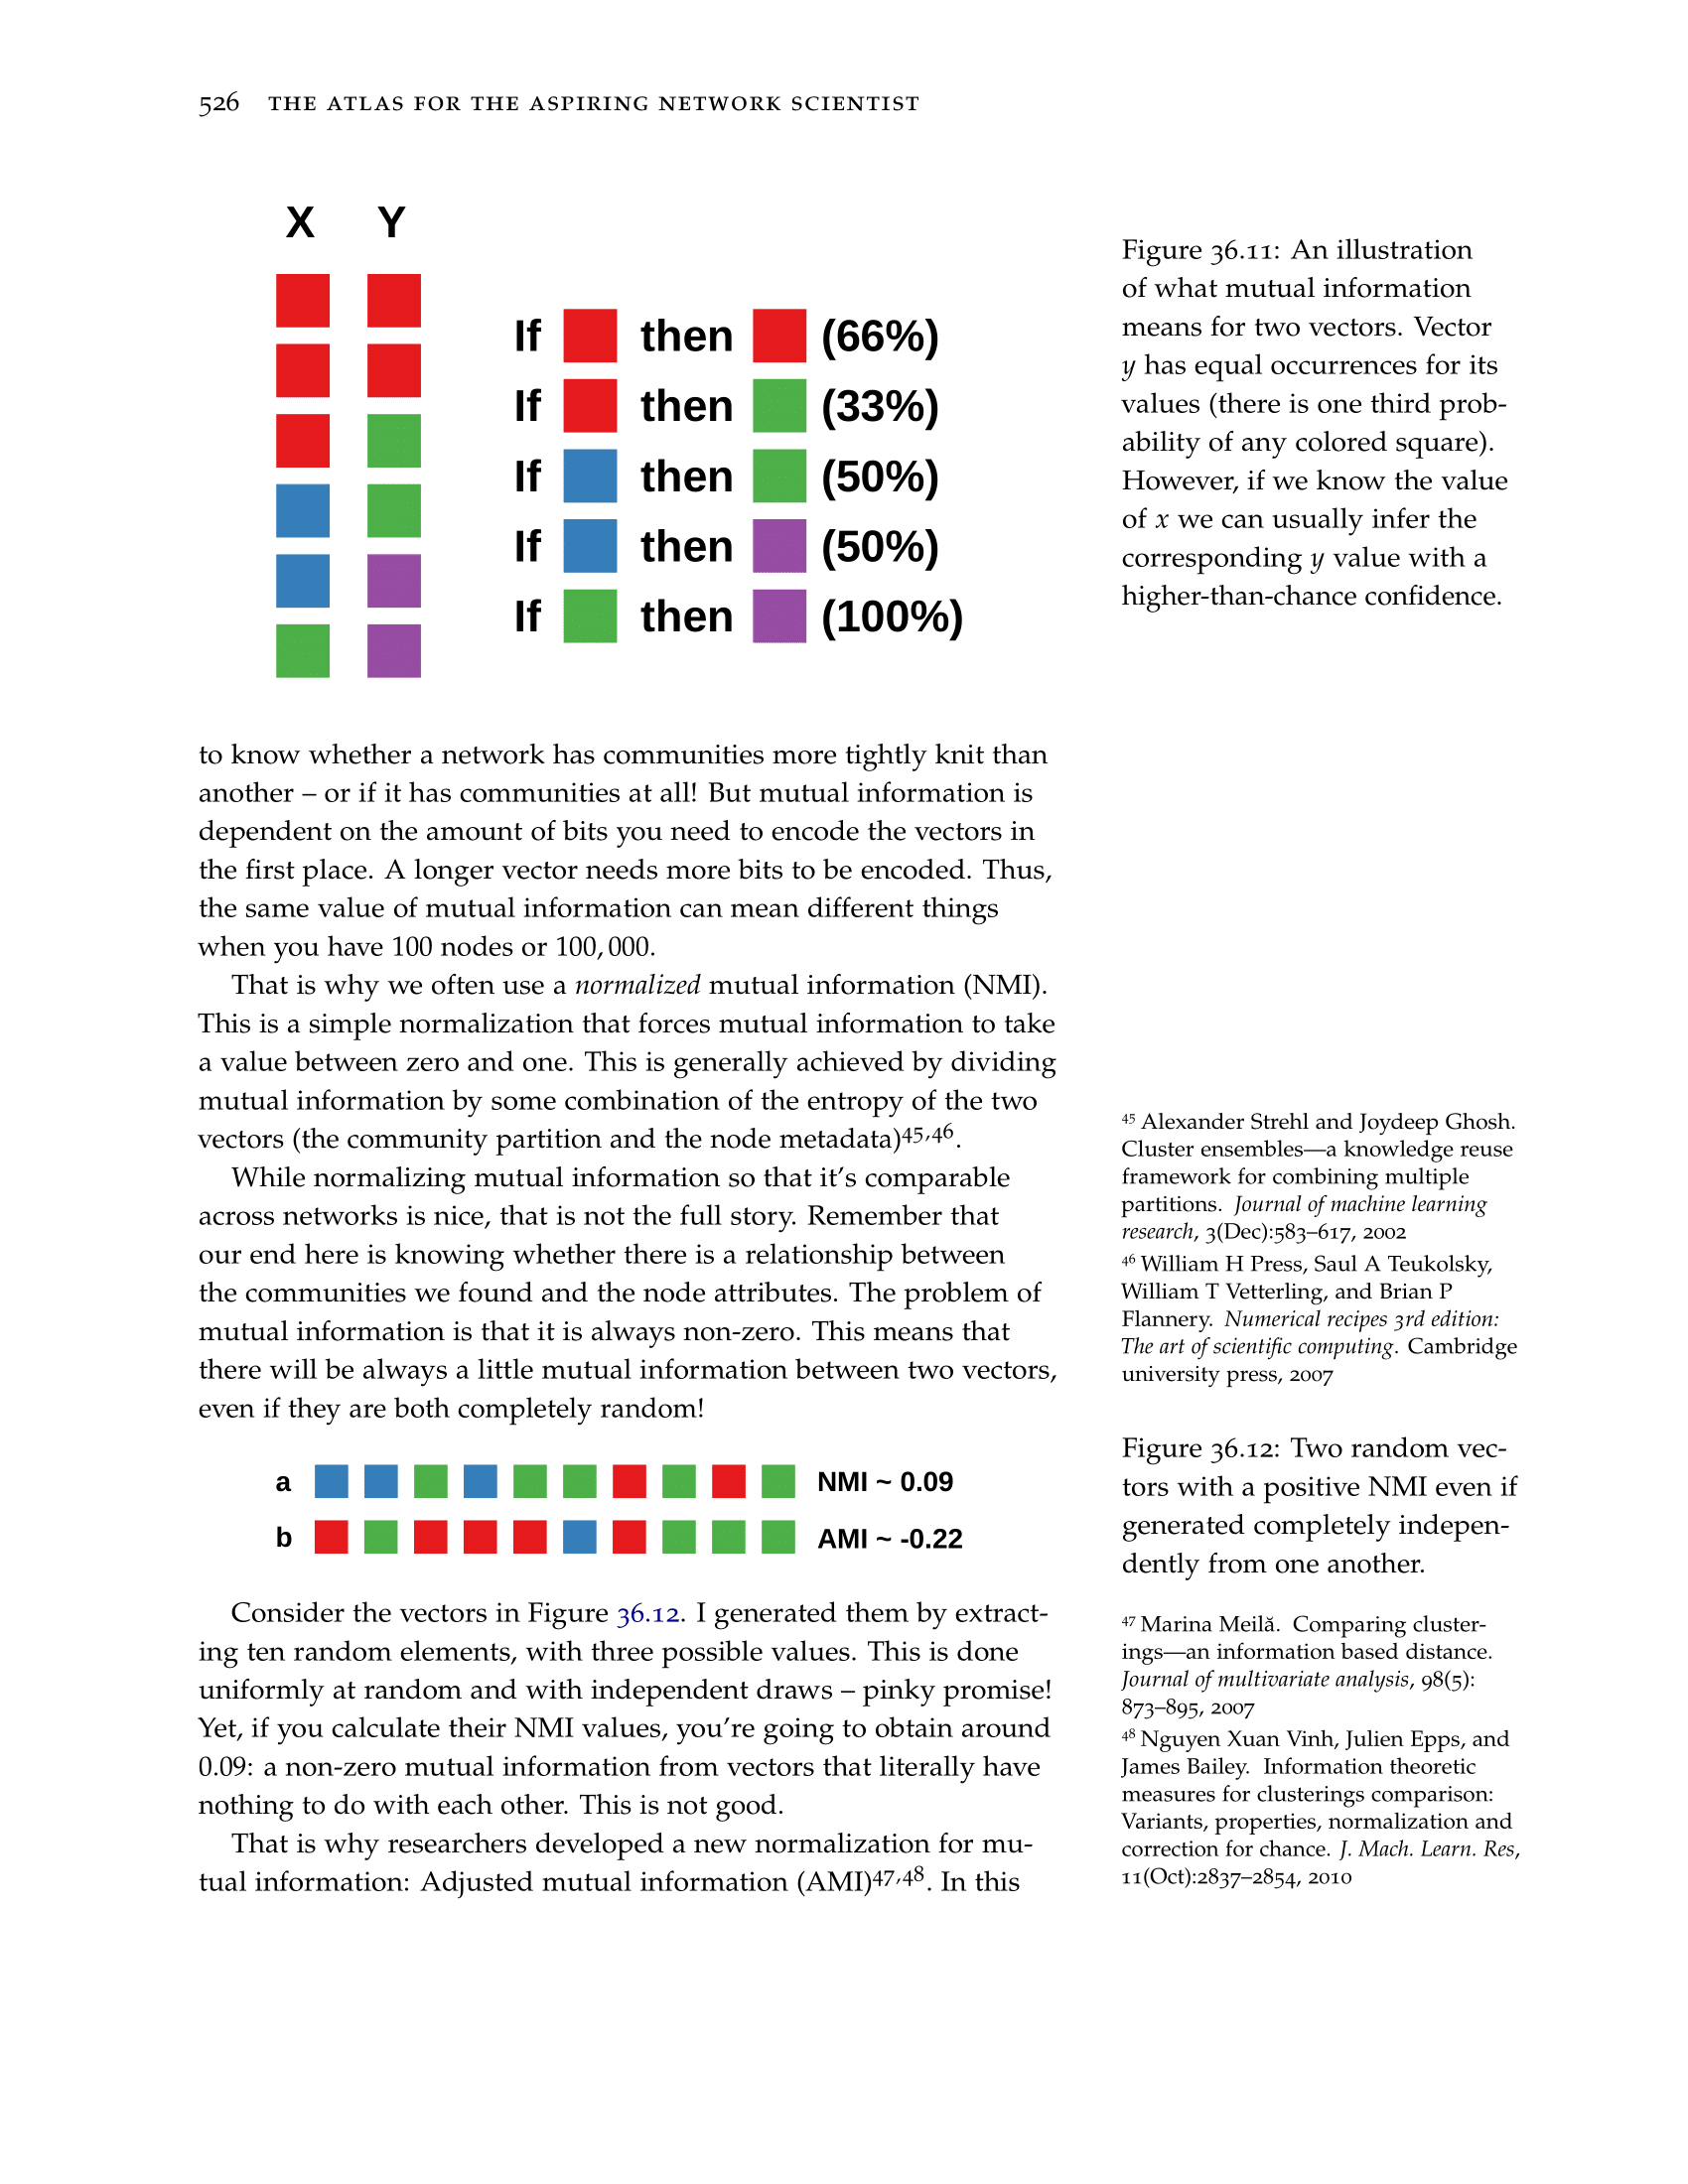 526 THE ATLAS FOR THE ASPIRING NETWORK SCIENTIST
X Y
If then (66%)
If then (33%)
If then (50%)
If then (50%)
If then (100%)
Figure 36.11: An illustration
of what mutual information
means for two vectors. Vector
y has equal occurrences for its
values (there is one third prob-
ability of any colored square).
However, if we know the value
of x we can usually infer the
corresponding y value with a
higher-than-chance confidence.
to know whether a network has communities more tightly knit than
another – or if it has communities at all! But mutual information is
dependent on the amount of bits you need to encode the vectors in
the first place. A longer vector needs more bits to be encoded. Thus,
the same value of mutual information can mean different things
when you have 100 nodes or 100, 000.
That is why we often use a normalized mutual information (NMI).
This is a simple normalization that forces mutual information to take
a value between zero and one. This is generally achieved by dividing
mutual information by some combination of the entropy of the two
vectors (the community partition and the node metadata)45,46.
While normalizing mutual information so that it's comparable
across networks is nice, that is not the full story. Remember that
our end here is knowing whether there is a relationship between
the communities we found and the node attributes. The problem of
mutual information is that it is always non-zero. This means that
there will be always a little mutual information between two vectors,
even if they are both completely random!
45 Alexander Strehl and Joydeep Ghosh.
Cluster ensembles—a knowledge reuse
framework for combining multiple
partitions. Journal of machine learning
research, 3(Dec):583–617, 2002
46 William H Press, Saul A Teukolsky,
William T Vetterling, and Brian P
Flannery. Numerical recipes 3rd edition:
The art of scientific computing. Cambridge
university press, 2007
a NMI ~ 0.09
b AMI ~ -0.22
Figure 36.12: Two random vec-
tors with a positive NMI even if
generated completely indepen-
dently from one another.
Consider the vectors in Figure 36.12. I generated them by extract-
ing ten random elements, with three possible values. This is done
uniformly at random and with independent draws – pinky promise!
Yet, if you calculate their NMI values, you're going to obtain around
0.09: a non-zero mutual information from vectors that literally have
nothing to do with each other. This is not good.
That is why researchers developed a new normalization for mu-
tual information: Adjusted mutual information (AMI)47,48. In this
47 Marina Meilă. Comparing cluster-
ings—an information based distance.
Journal of multivariate analysis, 98(5):
873–895, 2007
48 Nguyen Xuan Vinh, Julien Epps, and
James Bailey. Information theoretic
measures for clusterings comparison:
Variants, properties, normalization and
correction for chance. J. Mach. Learn. Res,
11(Oct):2837–2854, 2010